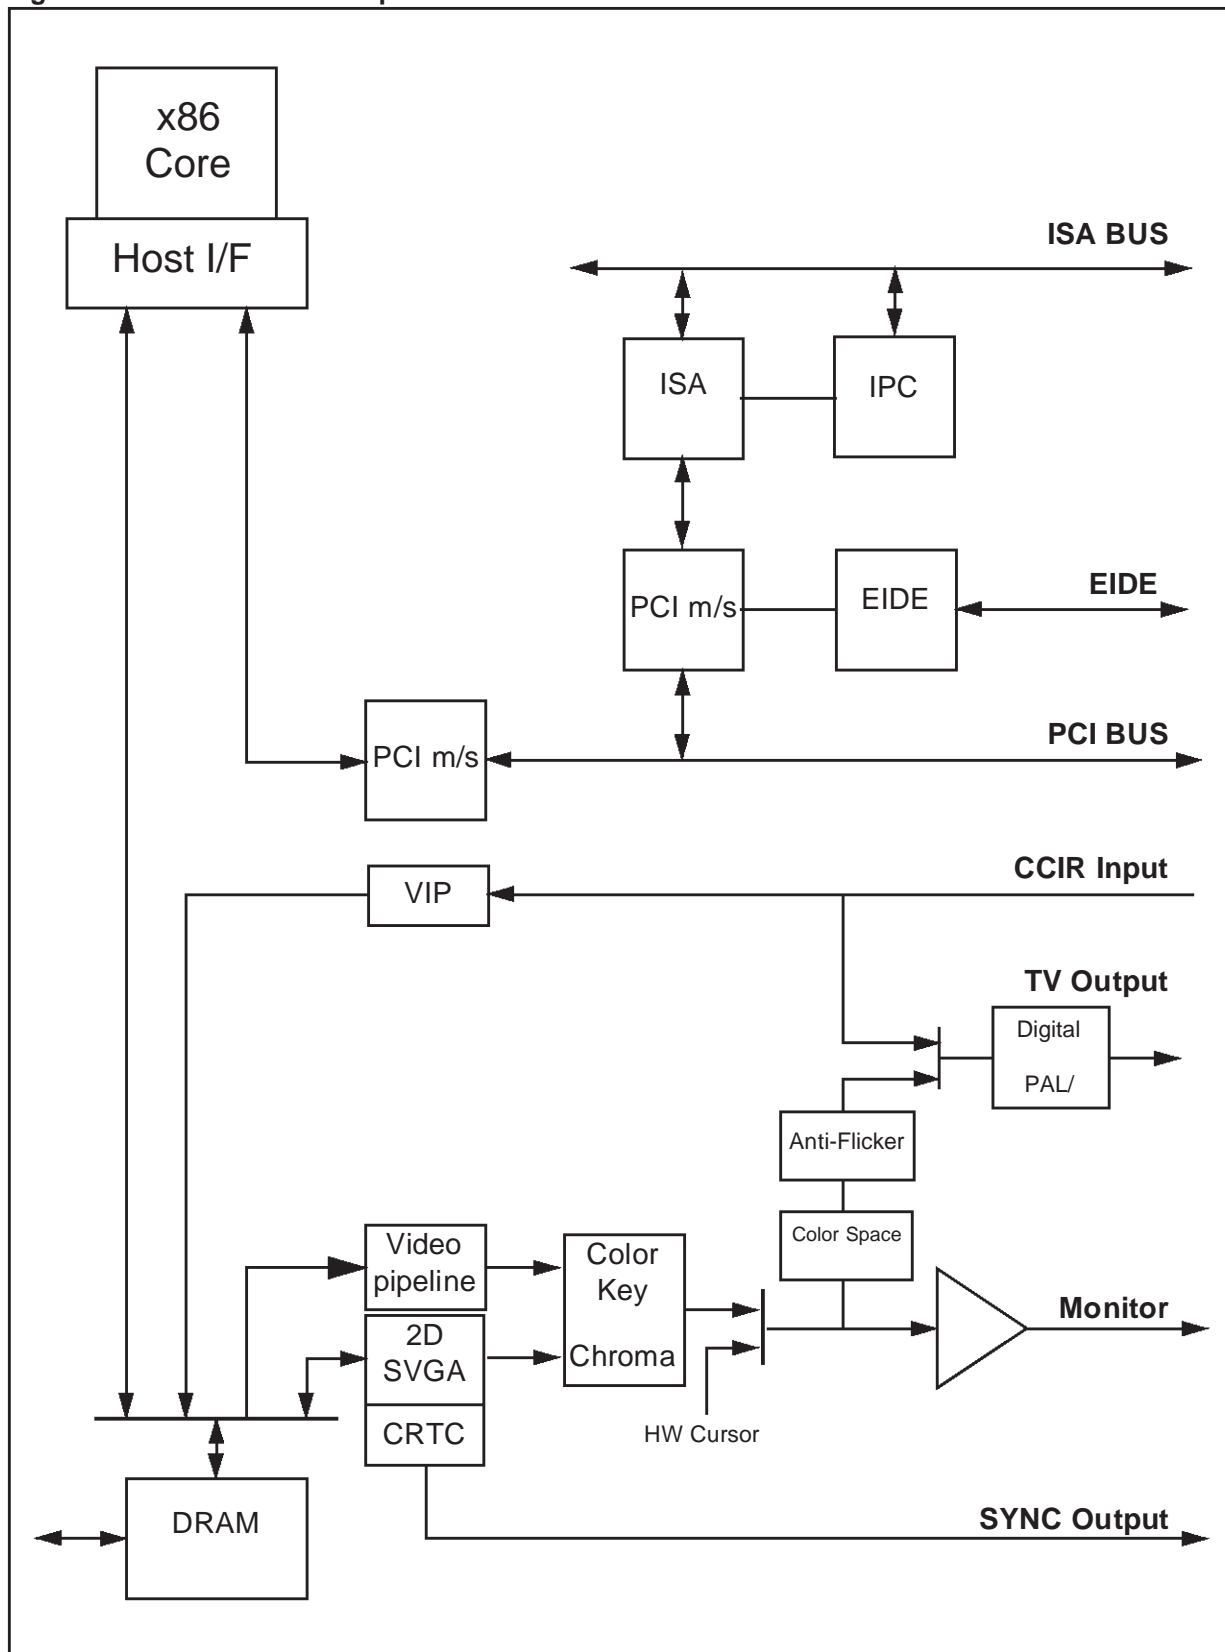 x86
Core
Host I/F
ISA BUS
ISA
IPC
PCI m/s
EIDE
EIDE
PCI m/s
PCI BUS
VIP
CCIR Input
TV Output
Digital
PAL/
Anti-Flicker
Color Space
Video
pipeline
Color
Key
Chroma
2D
SVGA
CRTC
HW Cursor
Monitor
DRAM
SYNC Output